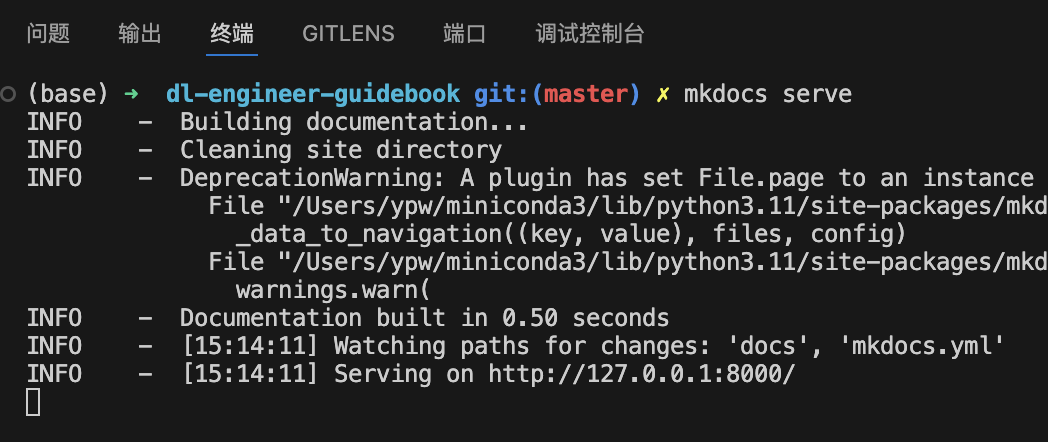 问题 输出 终端 GITLENS 端口 调试控制台
(base) ➜ dl-engineer-guidebook git:(master) ✗ mkdocs serve
INFO - Building documentation...
INFO - Cleaning site directory
INFO - DeprecationWarning: A plugin has set File.page to an instance
File "/Users/ypw/miniconda3/lib/python3.11/site-packages/mkd
_data_to_navigation((key, value), files, config)
File "/Users/ypw/miniconda3/lib/python3.11/site-packages/mkd
warnings.warn(
INFO - Documentation built in 0.50 seconds
INFO - [15:14:11] Watching paths for changes: 'docs', 'mkdocs.yml'
INFO - [15:14:11] Serving on http://127.0.0.1:8000/